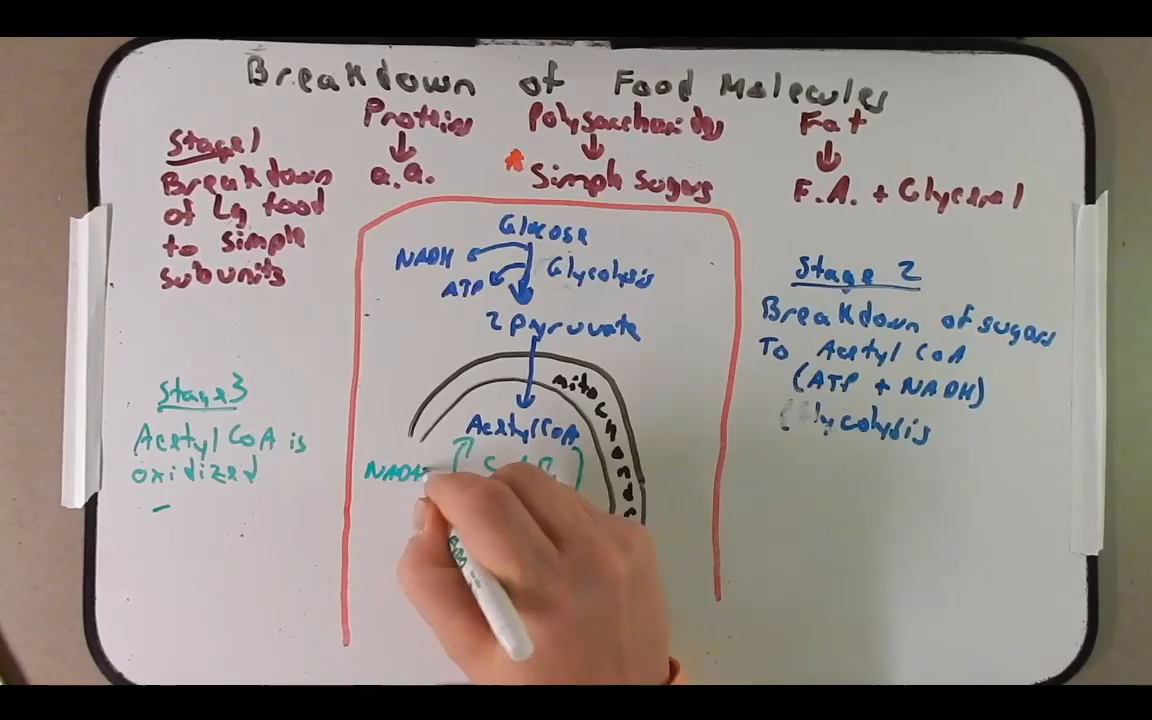 Breakdown of Food Molecules
Proteins
Polysaccharides
Fat
Stage 1
Breakdown
of Lg food
to simple
subunits
a.a.
* Simple sugars
F.A. + Glycerol
Glucose
NADH
Glycolysis
ATP
2 pyruvate
mitochondr
Acetyl CoA
NADH
Stage 2
Breakdown of sugars
To Acetyl CoA
(ATP + NADH)
Glycolysis
Stage 3
Acetyl CoA is
oxidized
-